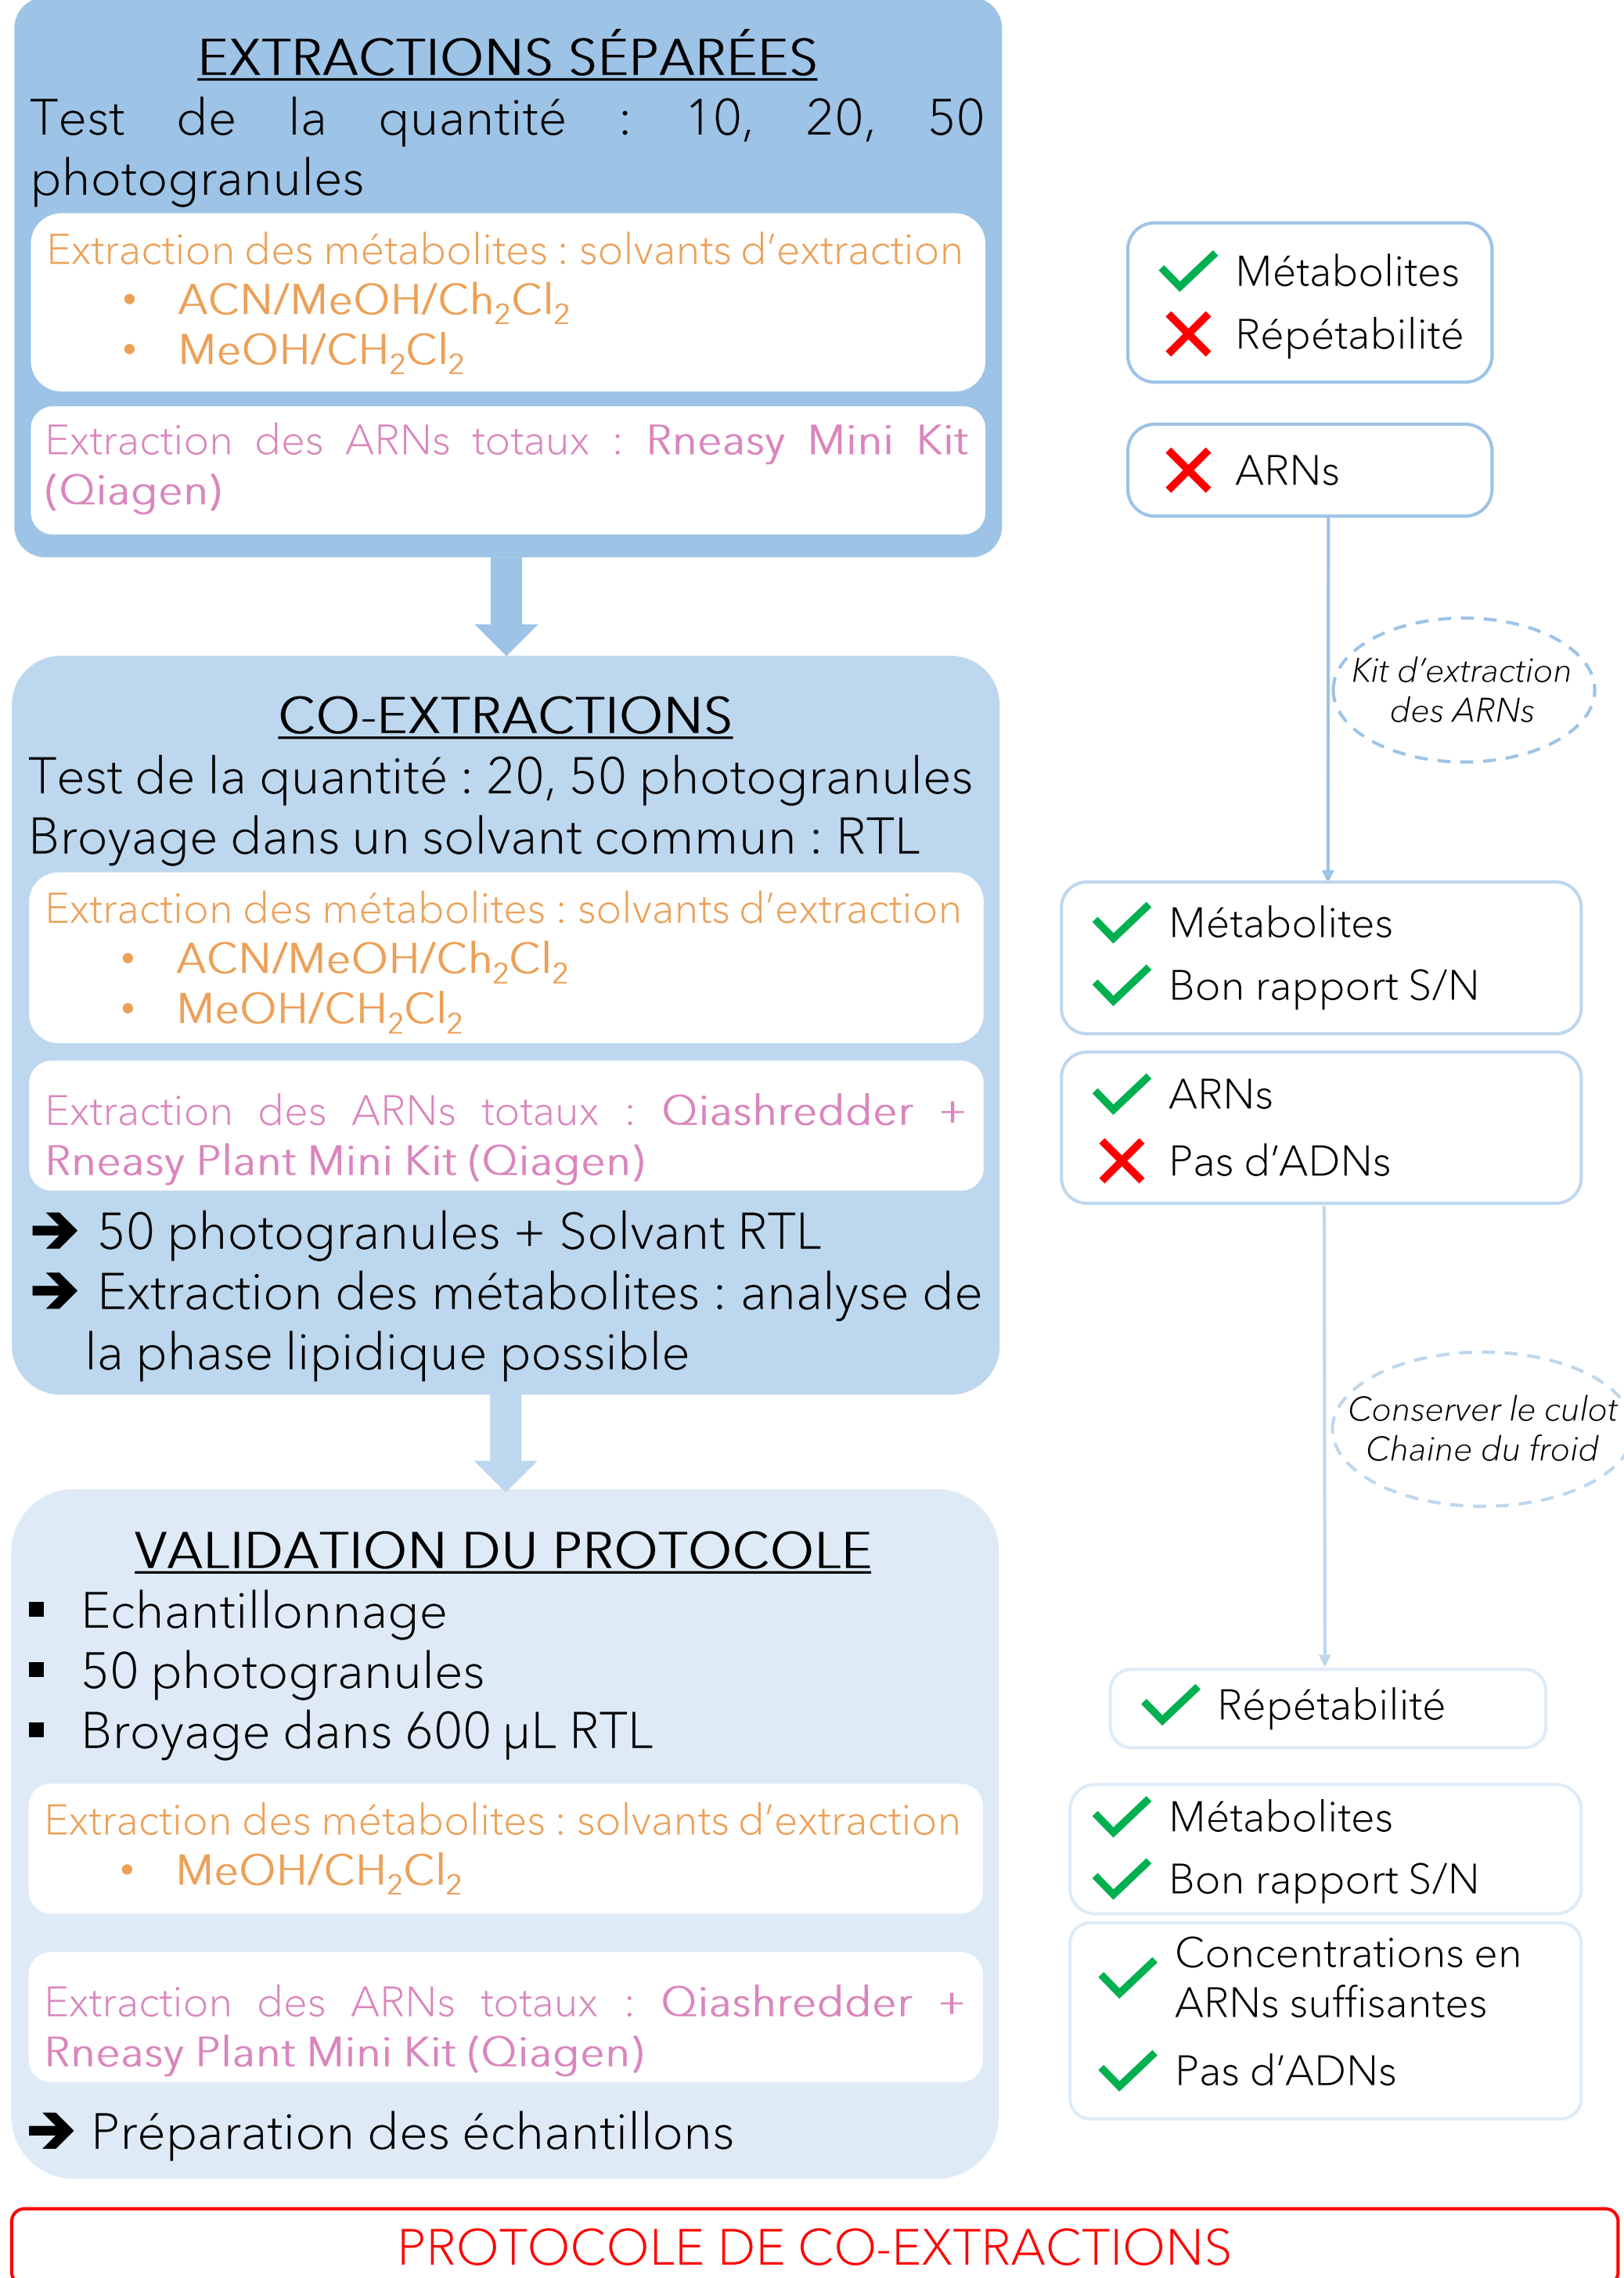 EXTRACTIONS SÉPARÉES
Test de la quantité : 10, 20, 50
photogranules
Extraction des métabolites : solvants d'extraction
• ACN/MeOH/Ch₂Cl₂
• MeOH/CH₂Cl₂
Extraction des ARNs totaux : Rneasy Mini Kit
(Qiagen)
Métabolites
Répétabilité
ARNs
Kit d'extraction
des ARNs
CO-EXTRACTIONS
Test de la quantité : 20, 50 photogranules
Broyage dans un solvant commun : RTL
Extraction des métabolites : solvants d'extraction
• ACN/MeOH/Ch₂Cl₂
• MeOH/CH₂Cl₂
Extraction des ARNs totaux : Qiashredder +
Rneasy Plant Mini Kit (Qiagen)
➔ 50 photogranules + Solvant RTL
➔ Extraction des métabolites : analyse de
la phase lipidique possible
Métabolites
Bon rapport S/N
ARNs
Pas d'ADNs
Conserver le culot
Chaine du froid
VALIDATION DU PROTOCOLE
▪ Echantillonnage
▪ 50 photogranules
▪ Broyage dans 600 µL RTL
Extraction des métabolites : solvants d'extraction
• MeOH/CH₂Cl₂
Extraction des ARNs totaux : Qiashredder +
Rneasy Plant Mini Kit (Qiagen)
➔ Préparation des échantillons
Répétabilité
Métabolites
Bon rapport S/N
Concentrations en
ARNs suffisantes
Pas d'ADNs
PROTOCOLE DE CO-EXTRACTIONS